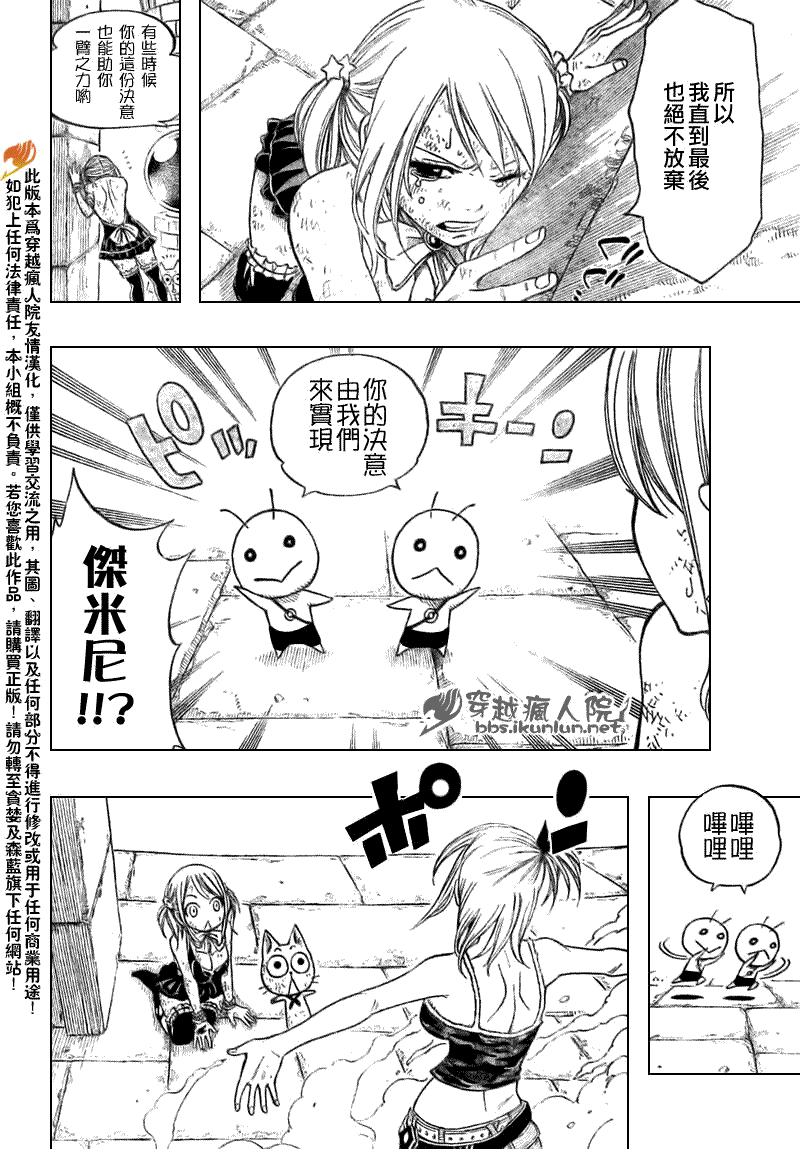 所以
我直到最後
也絕不放棄
有些時候
你的這份決意
也能助你
一臂之力喲
キーン
你的決意
由我們
來實現
ピッ
傑米尼
!!?
穿越瘋人院
bbs.ikunlun.net
嗶嗶
哩哩
ポーン
此版本爲穿越瘋人院友情漢化，僅供學習交流之用，其圖、翻譯以及任何部分不得進行修改或用于任何商業用途！
如犯上任何法律責任，本小組概不負責。若您喜歡此作品，請購買正版！請勿轉至貪婪及森藍旗下任何網站！